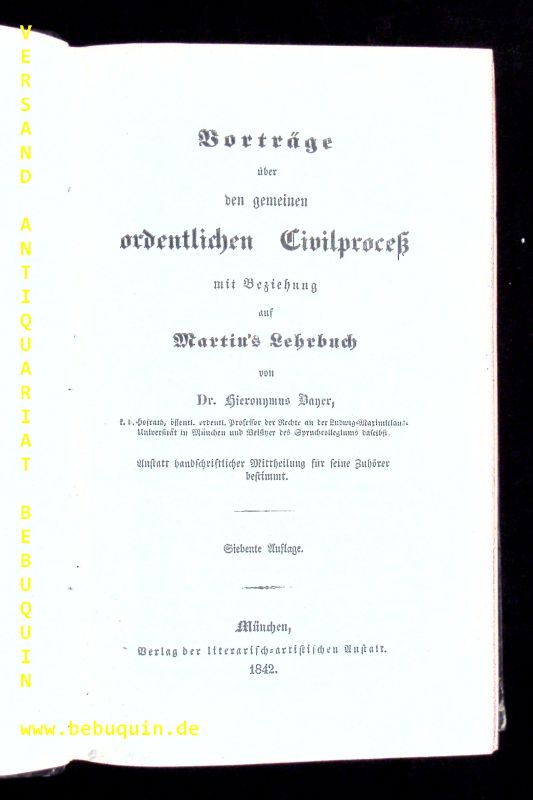 Vorträge
über
den gemeinen
ordentlichen Civilproceß
mit Beziehung
auf
Martin's Lehrbuch
von
Dr. Hieronymus Bayer,
k. b. Hofrath, öffentl. ordentl. Professor der Rechte an der Ludwig-Maximilians-
Universität in München und Beisitzer des Spruchcollegiums daselbst.
Anstatt handschriftlicher Mittheilung für seine Zuhörer
bestimmt.
Siebente Auflage.
München,
Verlag der literarisch-artistischen Anstalt.
1842.
VERSAND ANTIQUARIAT BEBUQUIN
www.bebuquin.de